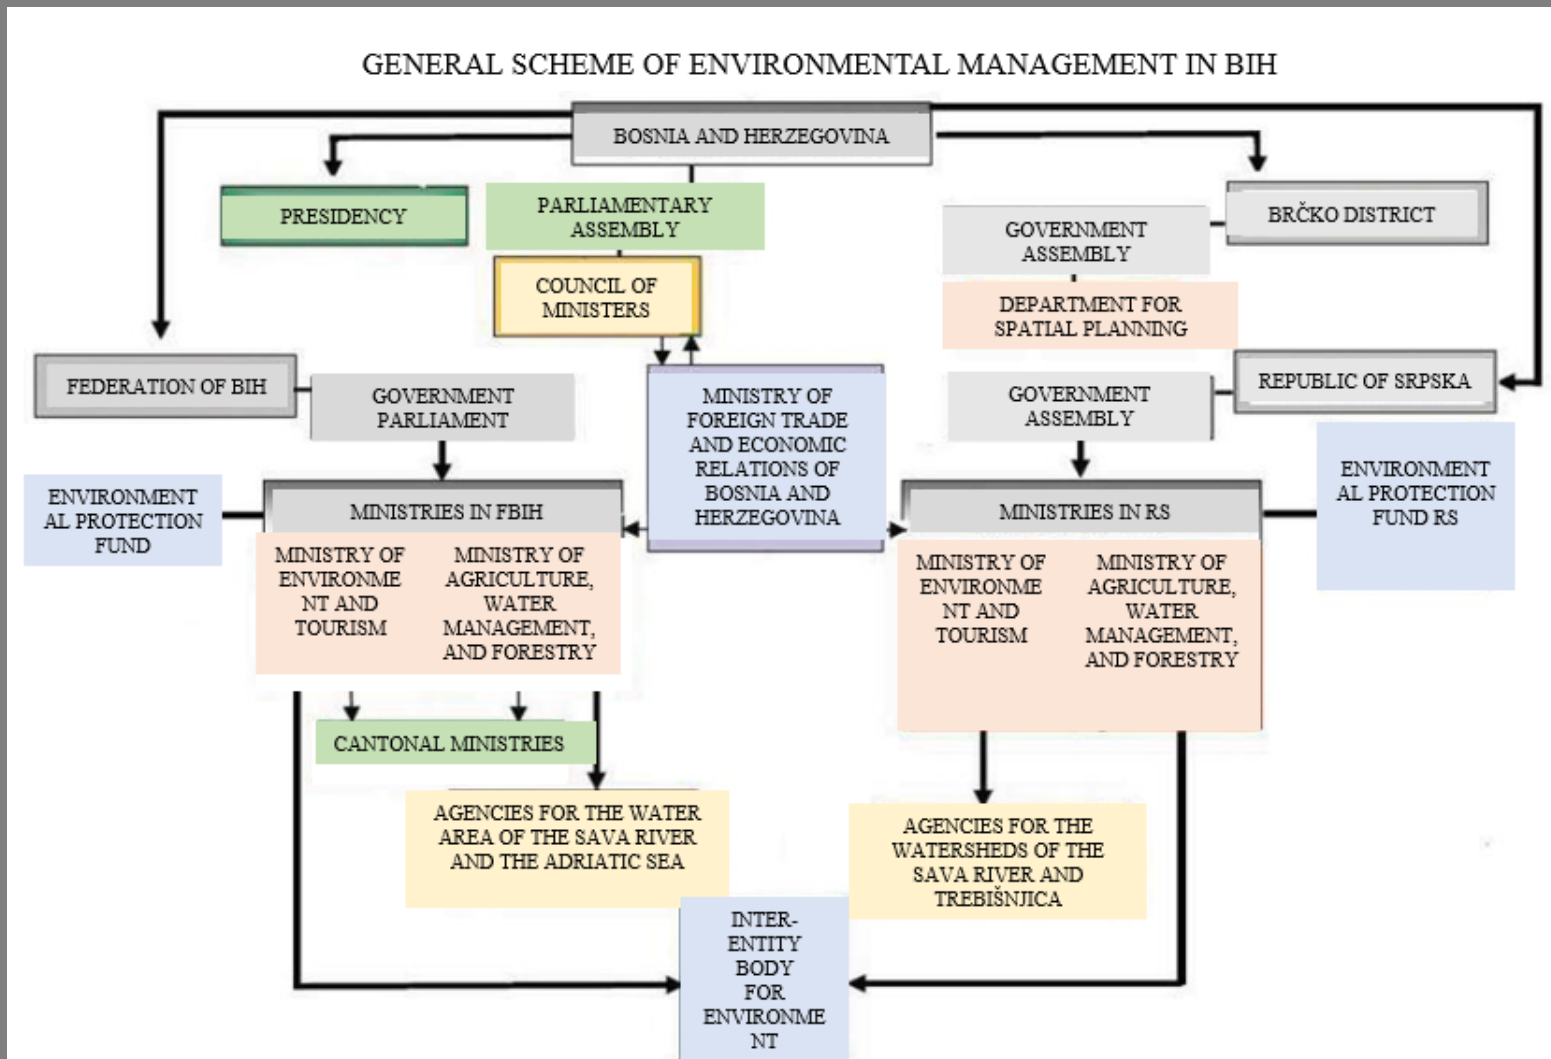 GENERAL SCHEME OF ENVIRONMENTAL MANAGEMENT IN BIH
BOSNIA AND HERZEGOVINA
PRESIDENCY
PARLIAMENTARY
ASSEMBLY
BRČKO DISTRICT
GOVERNMENT
ASSEMBLY
COUNCIL OF
MINISTERS
DEPARTMENT FOR
SPATIAL PLANNING
FEDERATION OF BIH
GOVERNMENT
PARLIAMENT
MINISTRY OF
FOREIGN TRADE
AND ECONOMIC
RELATIONS OF
BOSNIA AND
HERZEGOVINA
GOVERNMENT
ASSEMBLY
REPUBLIC OF SRPSKA
ENVIRONMENT
AL PROTECTION
FUND
MINISTRIES IN FBIH
MINISTRY OF
ENVIRONME
NT AND
TOURISM
MINISTRY OF
AGRICULTURE,
WATER
MANAGEMENT,
AND FORESTRY
MINISTRIES IN RS
MINISTRY OF
ENVIRONME
NT AND
TOURISM
MINISTRY OF
AGRICULTURE,
WATER
MANAGEMENT,
AND FORESTRY
ENVIRONMENT
AL PROTECTION
FUND RS
CANTONAL MINISTRIES
AGENCIES FOR THE WATER
AREA OF THE SAVA RIVER
AND THE ADRIATIC SEA
AGENCIES FOR THE
WATERSHEDS OF THE
SAVA RIVER AND
TREBIŠNJICA
INTER-
ENTITY
BODY
FOR
ENVIRONME
NT